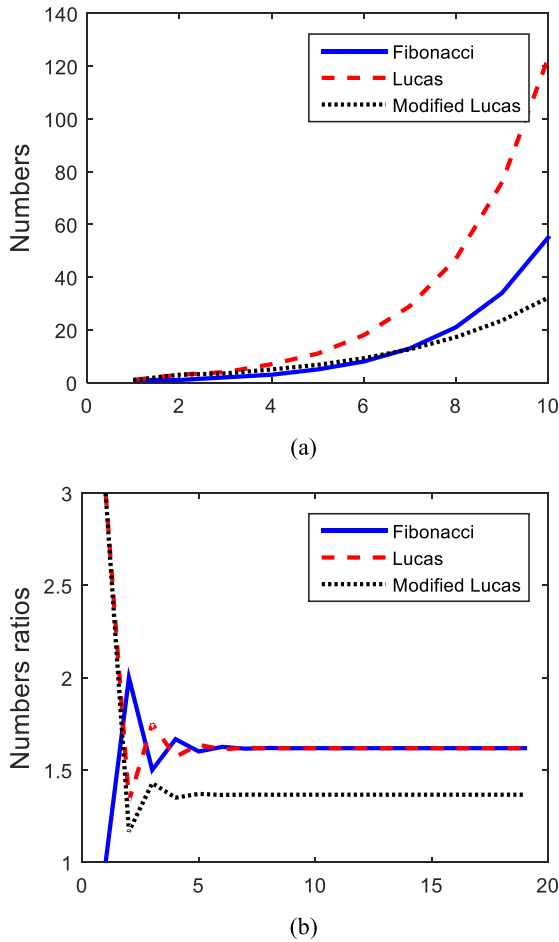 140
120
100
80
60
40
20
0
Numbers
Fibonacci
Lucas
Modified Lucas
0 2 4 6 8 10
(a)
3
2.5
2
1.5
1
Numbers ratios
Fibonacci
Lucas
Modified Lucas
0 5 10 15 20
(b)